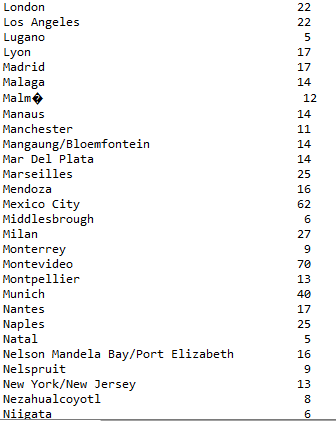 London 22
Los Angeles 22
Lugano 5
Lyon 17
Madrid 17
Malaga 14
Malm� 12
Manaus 14
Manchester 11
Mangaung/Bloemfontein 14
Mar Del Plata 14
Marseilles 25
Mendoza 16
Mexico City 62
Middlesbrough 6
Milan 27
Monterrey 9
Montevideo 70
Montpellier 13
Munich 40
Nantes 17
Naples 25
Natal 5
Nelson Mandela Bay/Port Elizabeth 16
Nelspruit 9
New York/New Jersey 13
Nezahualcoyotl 8
Niigata 6